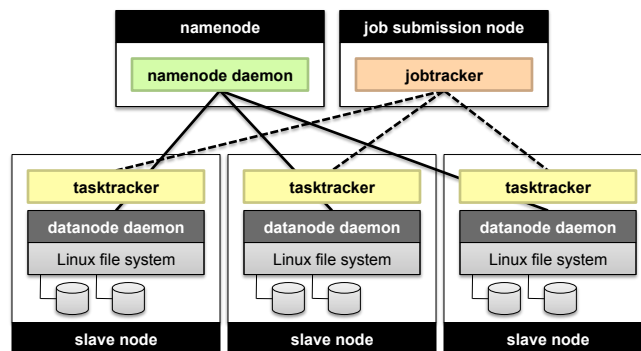 namenode
job submission node
namenode daemon
jobtracker
tasktracker
tasktracker
tasktracker
datanode daemon
datanode daemon
datanode daemon
Linux file system
Linux file system
Linux file system
slave node
slave node
slave node